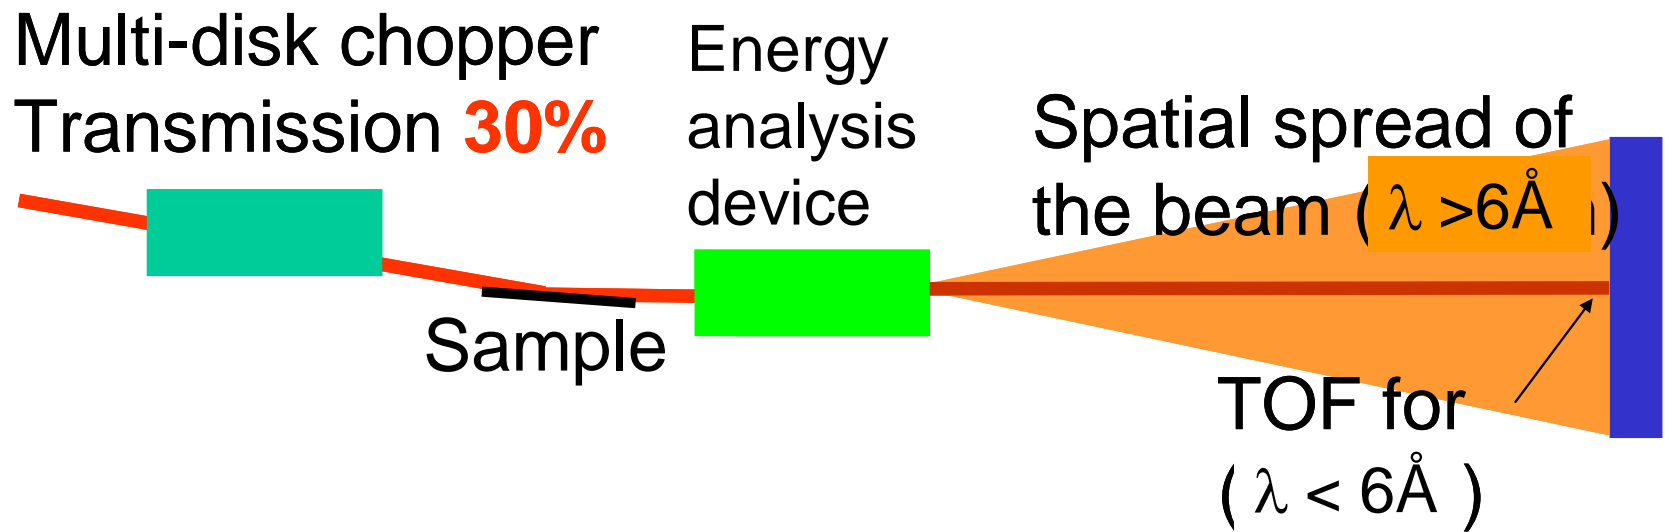 Multi-disk chopper
Transmission 30%
Energy
analysis
device
Spatial spread of
the beam ( λ >6Å )
Sample
TOF for
( λ < 6Å )